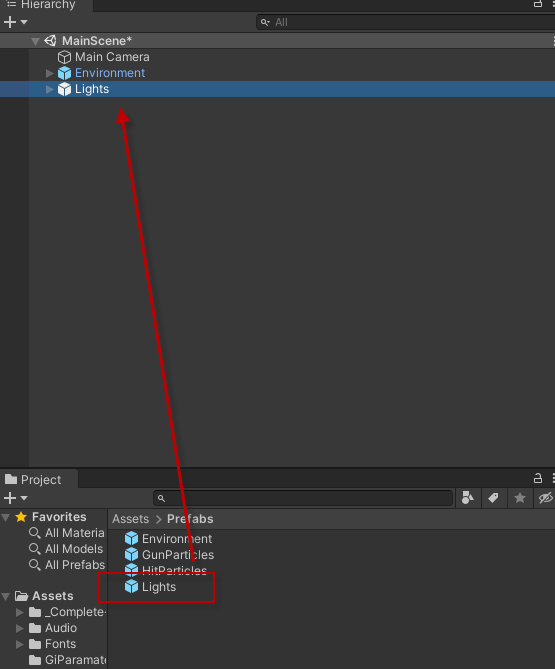 Hierarchy
All
MainScene*
Main Camera
Environment
Lights
Project
Favorites
All Materia
All Models
All Prefabs
Assets
_Complete-
Audio
Fonts
GiParamate
Assets > Prefabs
Environment
GunParticles
HitParticles
Lights